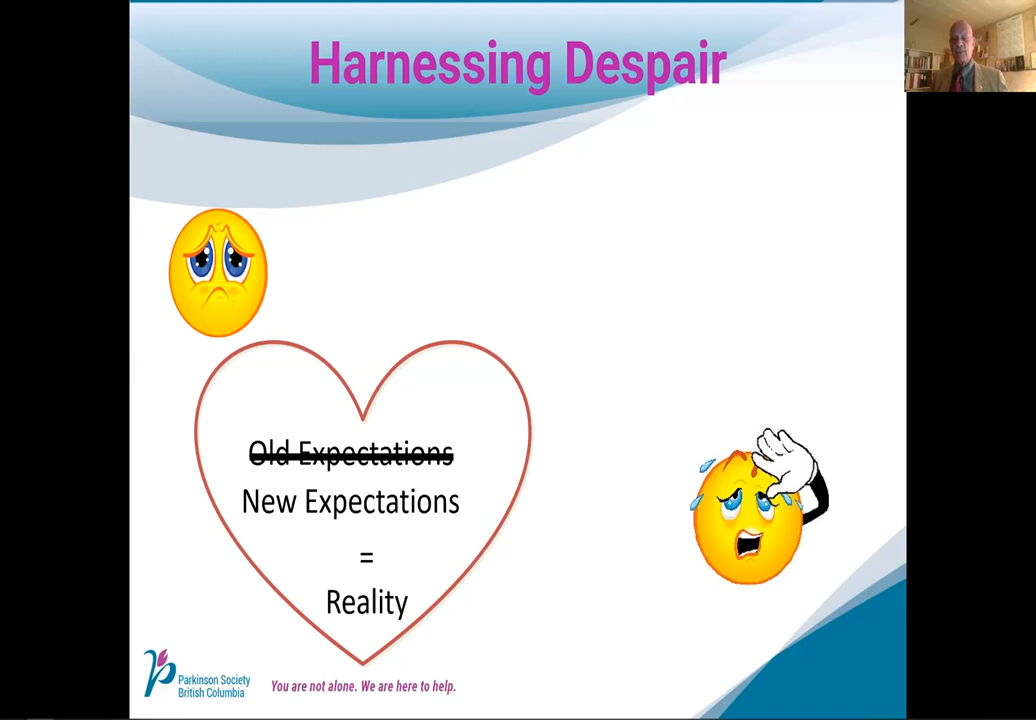 Harnessing Despair
Old Expectations
New Expectations
=
Reality
Parkinson Society
British Columbia
You are not alone. We are here to help.